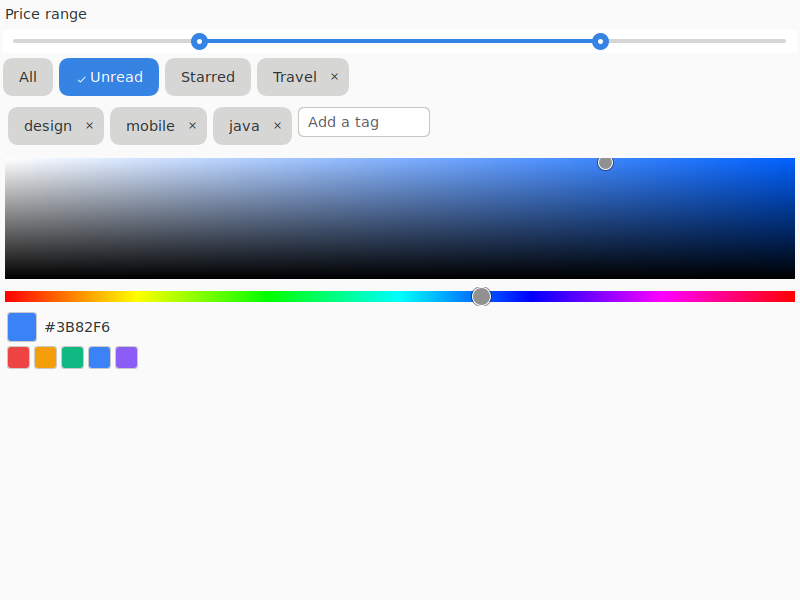 Price range
All Unread Starred Travel ×
design × mobile × java × Add a tag
#3B82F6